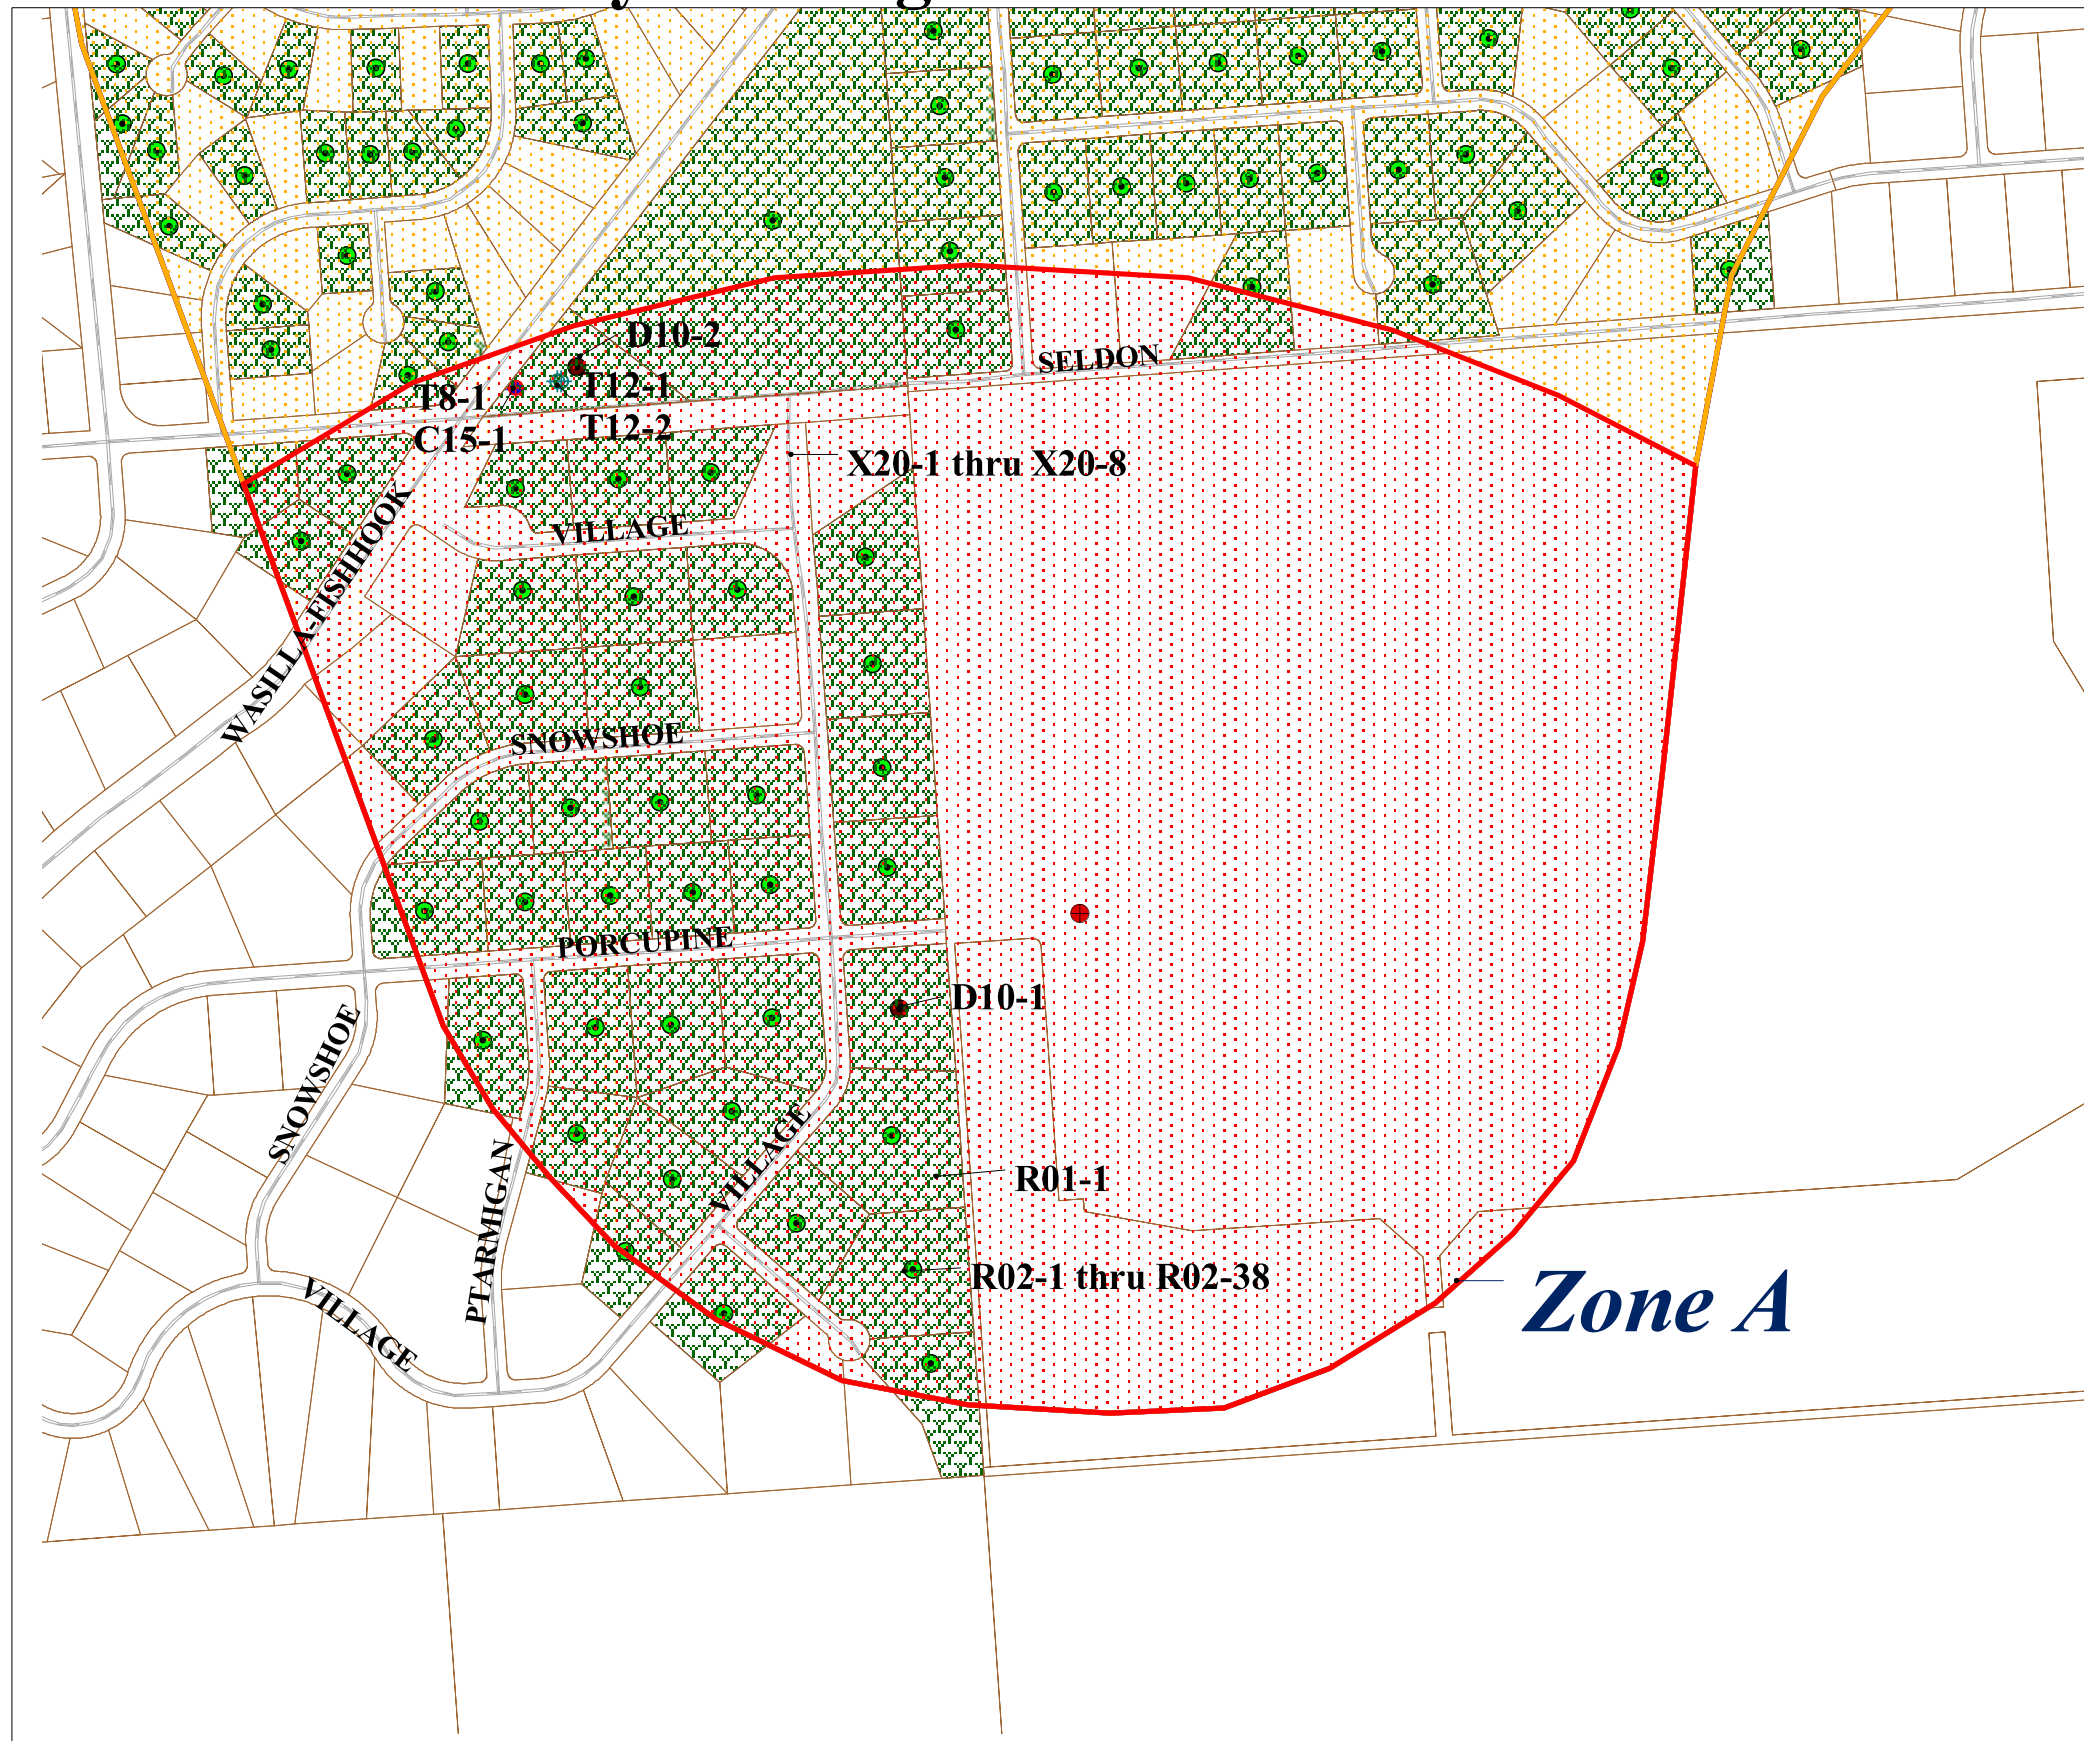 D10-2
SELDON
T8-1
T12-1
C15-1
T12-2
X20-1 thru X20-8
WASILLA-FISHHOOK
VILLAGE
SNOWSHOE
PORCUPINE
D10-1
SNOWSHOE
VILLAGE
PTARMIGAN
R01-1
R02-1 thru R02-38
VILLAGE
Zone A